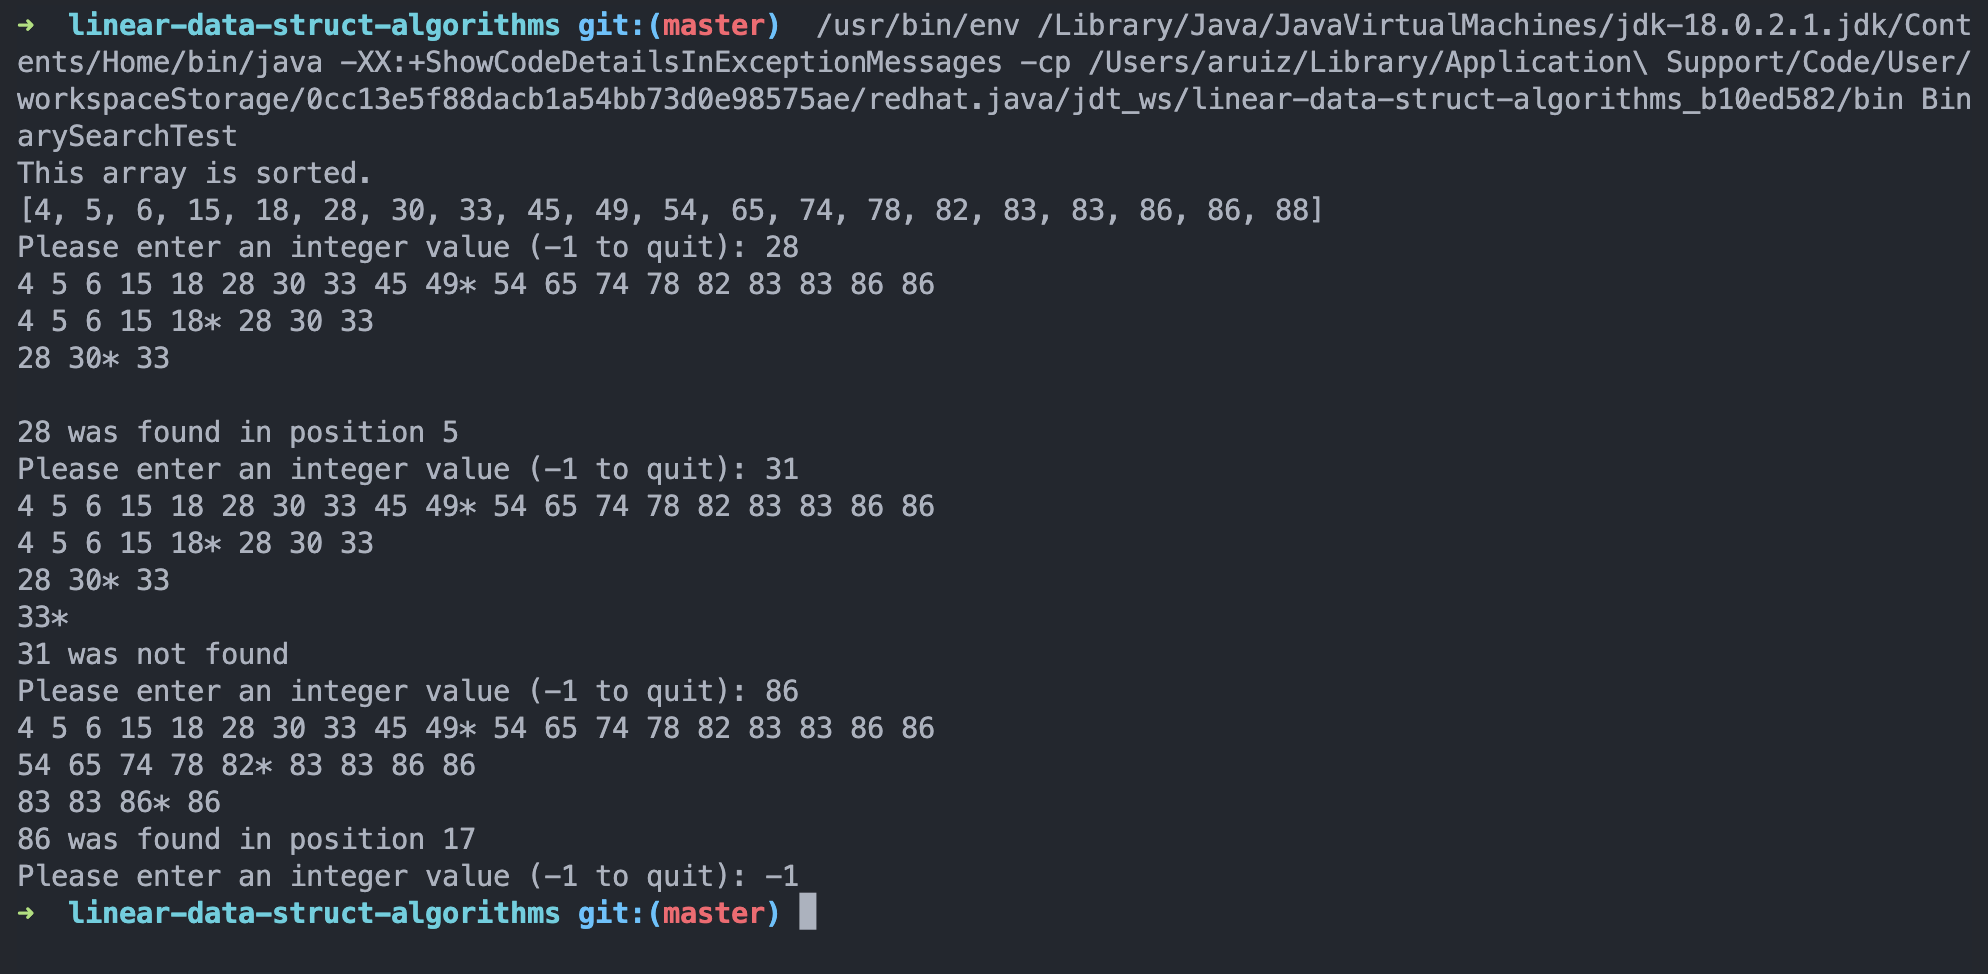 → linear-data-struct-algorithms git:(master) /usr/bin/env /Library/Java/JavaVirtualMachines/jdk-18.0.2.1.jdk/Cont
ents/Home/bin/java -XX:+ShowCodeDetailsInExceptionMessages -cp /Users/aruiz/Library/Application\ Support/Code/User/
workspaceStorage/0cc13e5f88dacb1a54bb73d0e98575ae/redhat.java/jdt_ws/linear-data-struct-algorithms_b10ed582/bin Bin
arySearchTest
This array is sorted.
[4, 5, 6, 15, 18, 28, 30, 33, 45, 49, 54, 65, 74, 78, 82, 83, 83, 86, 86, 88]
Please enter an integer value (-1 to quit): 28
4 5 6 15 18 28 30 33 45 49* 54 65 74 78 82 83 83 86 86
4 5 6 15 18* 28 30 33
28 30* 33
28 was found in position 5
Please enter an integer value (-1 to quit): 31
4 5 6 15 18 28 30 33 45 49* 54 65 74 78 82 83 83 86 86
4 5 6 15 18* 28 30 33
28 30* 33
33*
31 was not found
Please enter an integer value (-1 to quit): 86
4 5 6 15 18 28 30 33 45 49* 54 65 74 78 82 83 83 86 86
54 65 74 78 82* 83 83 86 86
83 83 86* 86
86 was found in position 17
Please enter an integer value (-1 to quit): -1
→ linear-data-struct-algorithms git:(master)